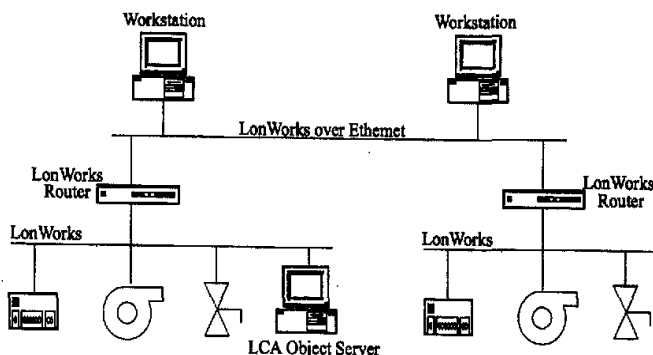 Workstation
Workstation
LonWorks over Ethernet
LonWorks
Router
LonWorks
Router
LonWorks
LonWorks
LCA Object Server